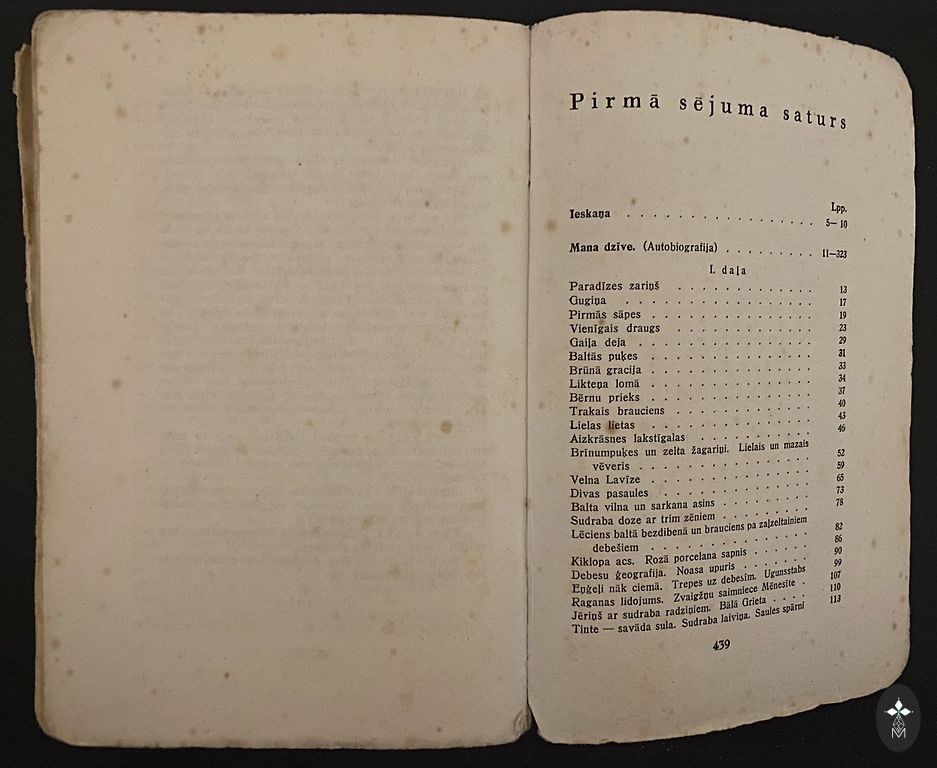 Pirmā sējuma saturs
Lpp.
Ieskaņa . . . . . . . . . . . . . . . . 5—10
Mana dzīve. (Autobiografija) . . . . . . . . . 11—323
I. daļa
Paradīzes zariņš . . . . . . . . . . . 13
Gugiņa . . . . . . . . . . . . . . 17
Pirmās sāpes . . . . . . . . . . . . . 19
Vienīgais draugs . . . . . . . . . . . . 23
Gaiļa deja . . . . . . . . . . . . . 29
Baltās puķes . . . . . . . . . . . . . 31
Brūnā gracija . . . . . . . . . . . . . 33
Likteņa lomā . . . . . . . . . . . . . 34
Bērnu prieks . . . . . . . . . . . . . 37
Trakais brauciens . . . . . . . . . . . 40
Lielas lietas . . . . . . . . . . . . . 43
Aizkrāsnes lakstīgalas . . . . . . . . . 46
Brīnumpuķes un zelta žagariņi. Lielais un mazais
vēveris . . . . . . . . . . . . . 52
Velna Lavīze . . . . . . . . . . . . . 59
Divas pasaules . . . . . . . . . . . . 65
Balta vilna un sarkana asins . . . . . . . 73
Sudraba doze ar trim zēniem . . . . . . . 78
Lēciens baltā bezdibenā un brauciens pa zaļzeltainiem
debešiem . . . . . . . . . . . . 82
Kiklopa acs. Rozā porcelana sapnis . . . . . 86
Debesu ģeografija. Noasa upuris . . . . . . 90
Eņģeļi nāk ciemā. Trepes uz debesīm. Ugunsstabs 99
Raganas lidojums. Zvaigžņu saimniece Mēnesīte . 107
Jēriņš ar sudraba radziņiem. Bālā Grieta . . . . 110
Tinte — savāda sula. Sudraba laiviņa. Saules spārni 113
439
M